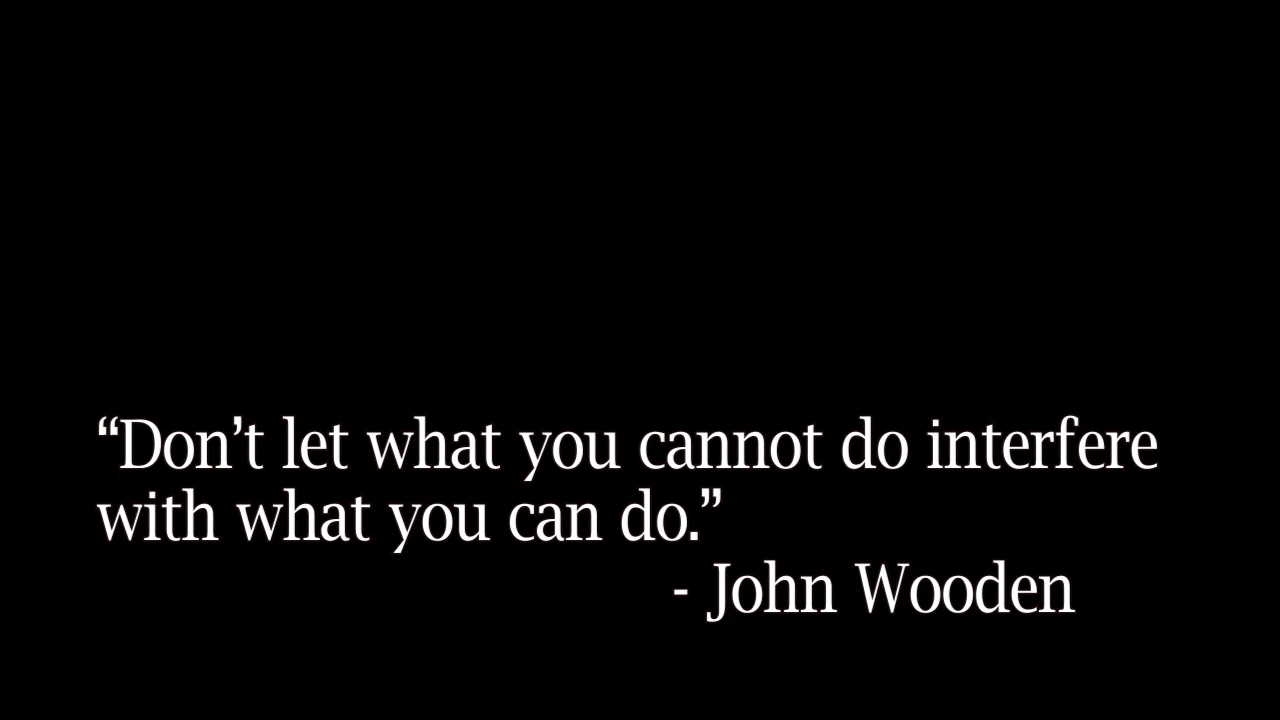 “Don’t let what you cannot do interfere
with what you can do.”
- John Wooden